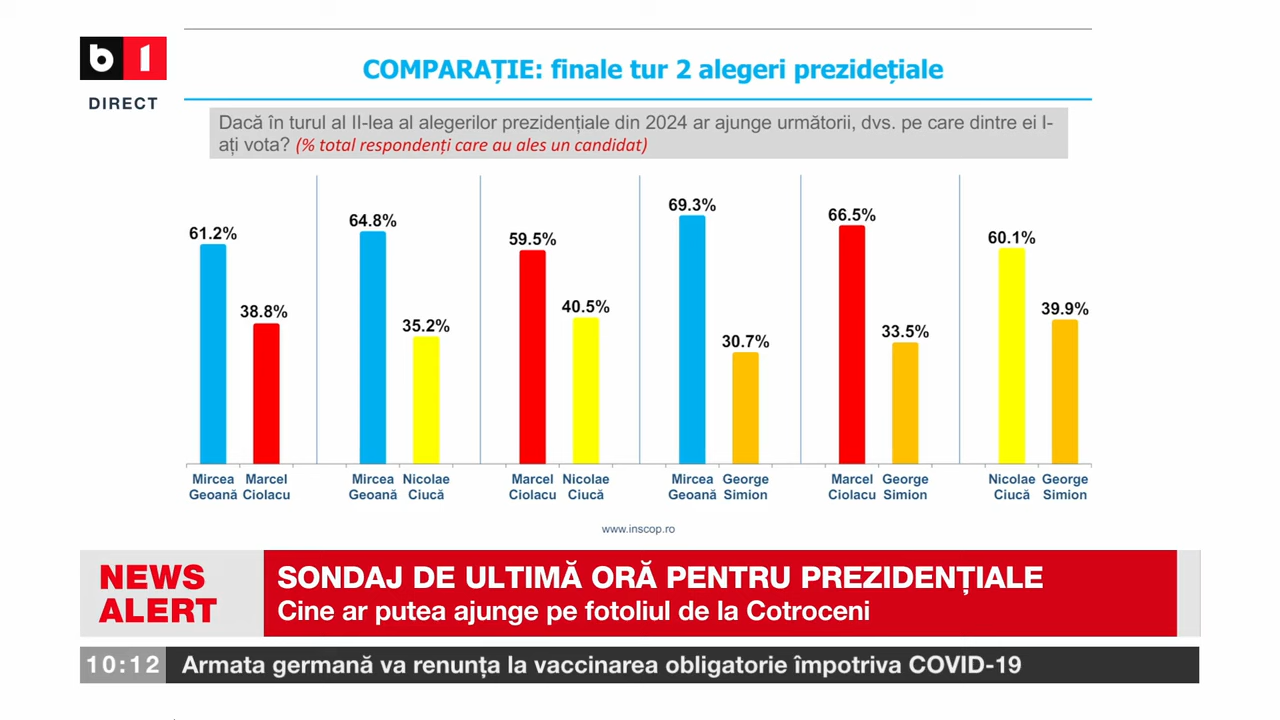 b1
DIRECT
COMPARAȚIE: finale tur 2 alegeri prezidețiale
Dacă în turul al II-lea al alegerilor prezidențiale din 2024 ar ajunge următorii, dvs. pe care dintre ei l-
ați vota? (% total respondenți care au ales un candidat)
61.2%
38.8%
64.8%
35.2%
59.5%
40.5%
69.3%
30.7%
66.5%
33.5%
60.1%
39.9%
Mircea Geoană
Marcel Ciolacu
Mircea Geoană
Nicolae Ciucă
Marcel Ciolacu
Nicolae Ciucă
Mircea Geoană
George Simion
Marcel Ciolacu
George Simion
Nicolae Ciucă
George Simion
www.inscop.ro
NEWS
ALERT
SONDAJ DE ULTIMĂ ORĂ PENTRU PREZIDENȚIALE
Cine ar putea ajunge pe fotoliul de la Cotroceni
10:12 Armata germană va renunța la vaccinarea obligatorie împotriva COVID-19